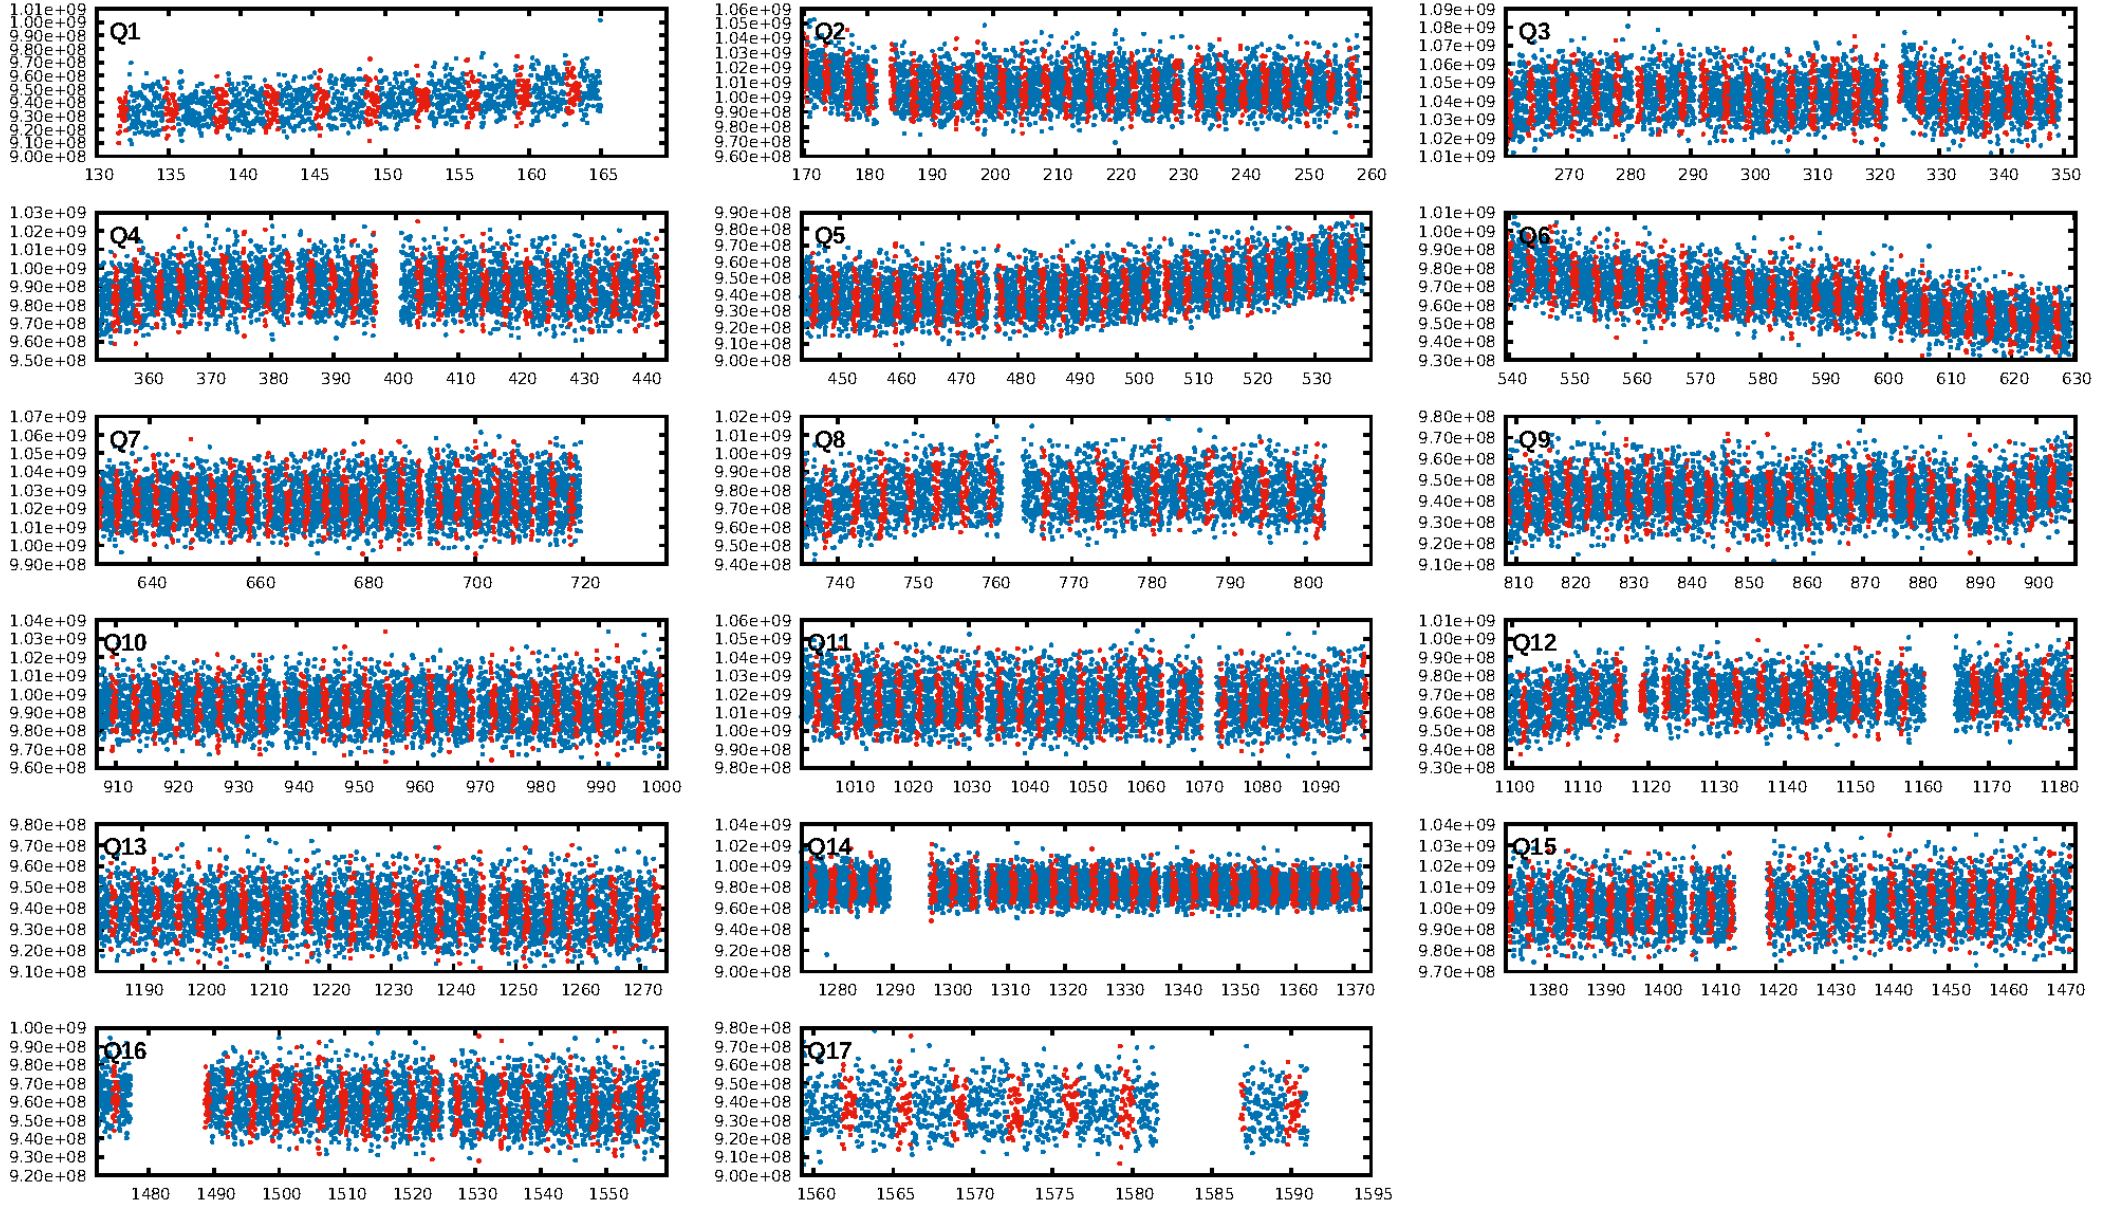 Q1
1.01e+09
1.00e+09
9.90e+08
9.80e+08
9.70e+08
9.60e+08
9.50e+08
9.40e+08
9.30e+08
9.20e+08
9.10e+08
9.00e+08
130 135 140 145 150 155 160 165
Q2
1.06e+09
1.05e+09
1.04e+09
1.03e+09
1.02e+09
1.01e+09
1.00e+09
9.90e+08
9.80e+08
9.70e+08
9.60e+08
170 180 190 200 210 220 230 240 250 260
Q3
1.09e+09
1.08e+09
1.07e+09
1.06e+09
1.05e+09
1.04e+09
1.03e+09
1.02e+09
1.01e+09
270 280 290 300 310 320 330 340 350
Q4
1.03e+09
1.02e+09
1.01e+09
1.00e+09
9.90e+08
9.80e+08
9.70e+08
9.60e+08
9.50e+08
360 370 380 390 400 410 420 430 440
Q5
9.90e+08
9.80e+08
9.70e+08
9.60e+08
9.50e+08
9.40e+08
9.30e+08
9.20e+08
9.10e+08
9.00e+08
450 460 470 480 490 500 510 520 530
Q6
1.01e+09
1.00e+09
9.90e+08
9.80e+08
9.70e+08
9.60e+08
9.50e+08
9.40e+08
9.30e+08
540 550 560 570 580 590 600 610 620 630
Q7
1.07e+09
1.06e+09
1.05e+09
1.04e+09
1.03e+09
1.02e+09
1.01e+09
1.00e+09
9.90e+08
640 660 680 700 720
Q8
1.02e+09
1.01e+09
1.00e+09
9.90e+08
9.80e+08
9.70e+08
9.60e+08
9.50e+08
9.40e+08
740 750 760 770 780 790 800
Q9
9.80e+08
9.70e+08
9.60e+08
9.50e+08
9.40e+08
9.30e+08
9.20e+08
9.10e+08
810 820 830 840 850 860 870 880 890 900
Q10
1.04e+09
1.03e+09
1.02e+09
1.01e+09
1.00e+09
9.90e+08
9.80e+08
9.70e+08
9.60e+08
910 920 930 940 950 960 970 980 990 1000
Q11
1.06e+09
1.05e+09
1.04e+09
1.03e+09
1.02e+09
1.01e+09
1.00e+09
9.90e+08
9.80e+08
1010 1020 1030 1040 1050 1060 1070 1080 1090
Q12
1.01e+09
1.00e+09
9.90e+08
9.80e+08
9.70e+08
9.60e+08
9.50e+08
9.40e+08
9.30e+08
1100 1110 1120 1130 1140 1150 1160 1170 1180
Q13
9.80e+08
9.70e+08
9.60e+08
9.50e+08
9.40e+08
9.30e+08
9.20e+08
9.10e+08
1190 1200 1210 1220 1230 1240 1250 1260 1270
Q14
1.04e+09
1.02e+09
1.00e+09
9.80e+08
9.60e+08
9.40e+08
9.20e+08
9.00e+08
1280 1290 1300 1310 1320 1330 1340 1350 1360 1370
Q15
1.04e+09
1.03e+09
1.02e+09
1.01e+09
1.00e+09
9.90e+08
9.80e+08
9.70e+08
1380 1390 1400 1410 1420 1430 1440 1450 1460 1470
Q16
1.00e+09
9.90e+08
9.80e+08
9.70e+08
9.60e+08
9.50e+08
9.40e+08
9.30e+08
9.20e+08
1480 1490 1500 1510 1520 1530 1540 1550
Q17
9.80e+08
9.70e+08
9.60e+08
9.50e+08
9.40e+08
9.30e+08
9.20e+08
9.10e+08
9.00e+08
1560 1565 1570 1575 1580 1585 1590 1595